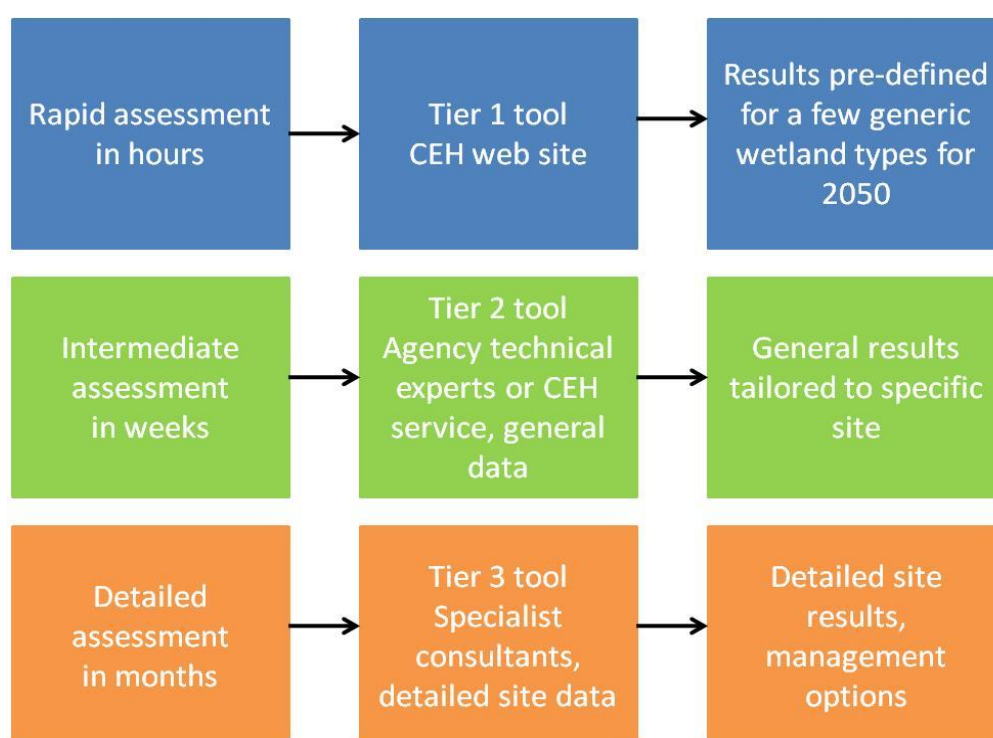 Rapid assessment
in hours
Tier 1 tool
CEH web site
Results pre-defined
for a few generic
wetland types for
2050
Intermediate
assessment
in weeks
Tier 2 tool
Agency technical
experts or CEH
service, general
data
General results
tailored to specific
site
Detailed
assessment
in months
Tier 3 tool
Specialist
consultants,
detailed site data
Detailed site
results,
management
options